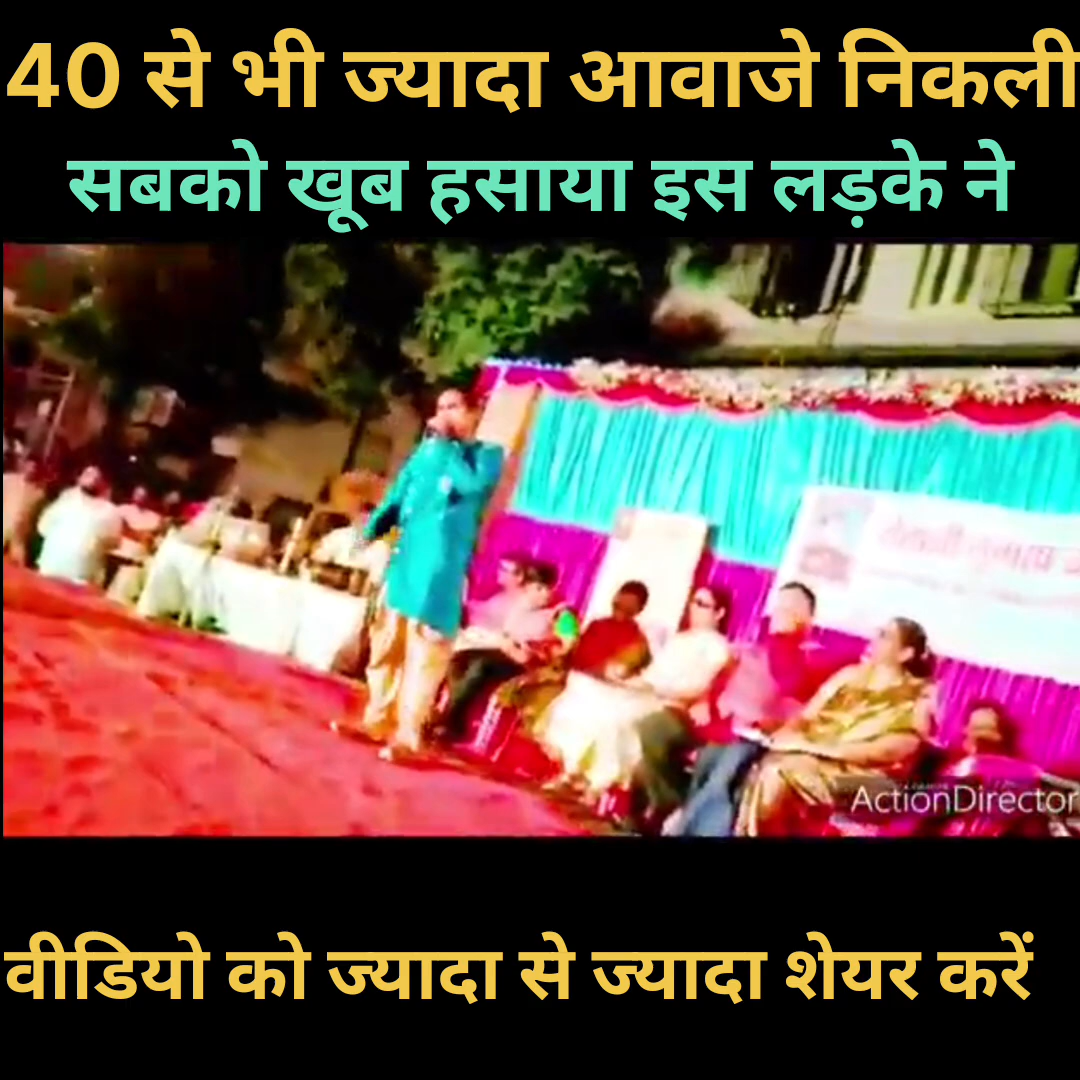 40 से भी ज्यादा आवाजे निकली
सबको खूब हसाया इस लड़के ने
ActionDirector
वीडियो को ज्यादा से ज्यादा शेयर करें